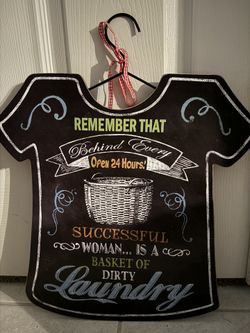 REMEMBER THAT
Behind Every
Open 24 Hours!
SUCCESSFUL
WOMAN... IS A
BASKET OF
DIRTY
Laundry